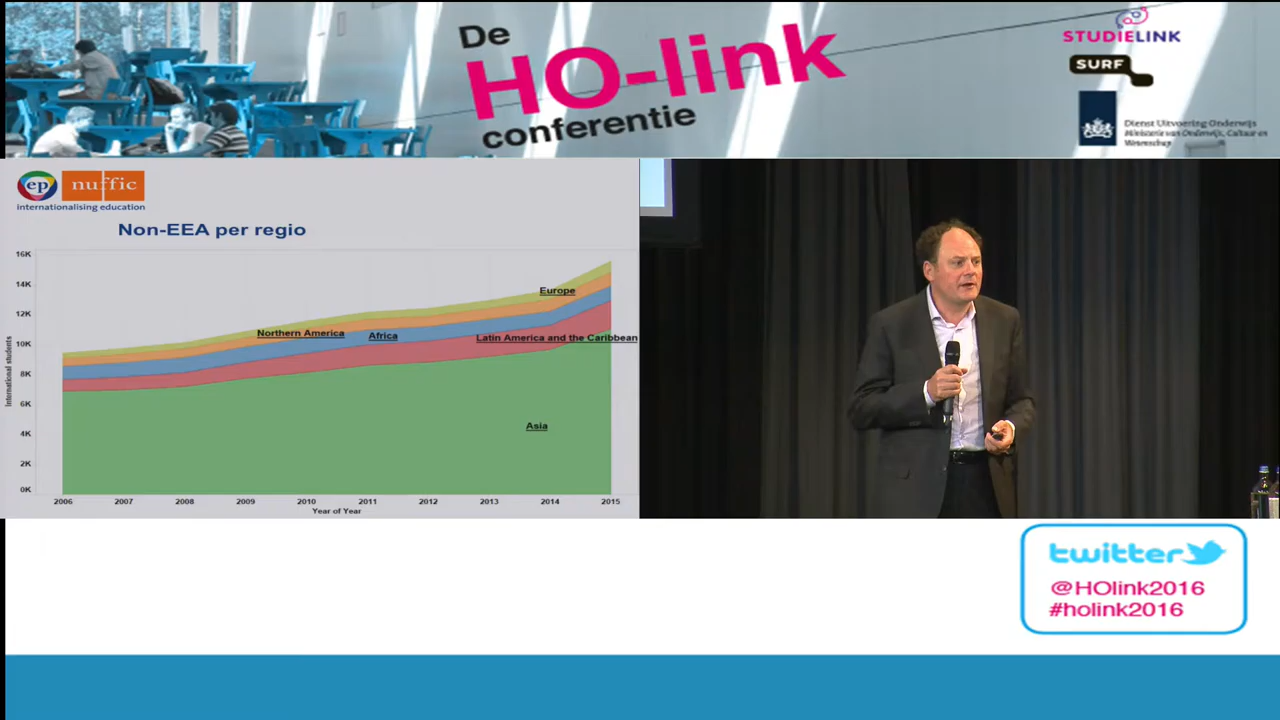 De
HO-link
conferentie
STUDIELINK
SURF
Dienst Uitvoering Onderwijs
Ministerie van Onderwijs, Cultuur en
Wetenschap
ep nuffic
internationalising education
Non-EEA per regio
16K
14K
12K
10K
8K
6K
4K
2K
0K
International students
Europe
Northern America
Africa
Latin America and the Caribbean
Asia
2006 2007 2008 2009 2010 2011 2012 2013 2014 2015
Year of Year
twitter
@HOlink2016
#holink2016